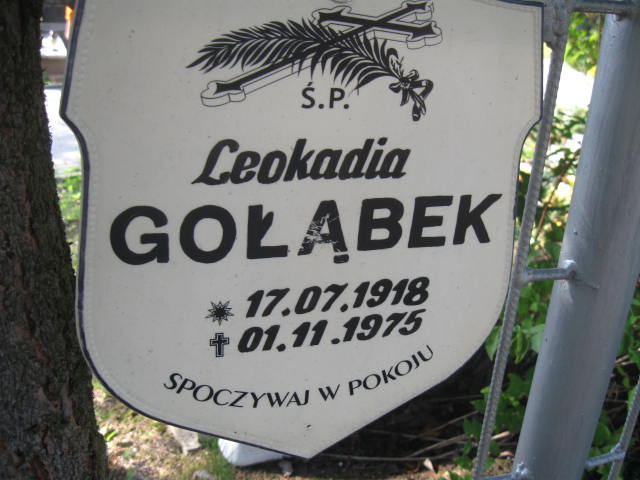 Ś.P.
Leokadia
GOŁĄBEK
17.07.1918
01.11.1975
SPOCZYWAJ W POKOJU